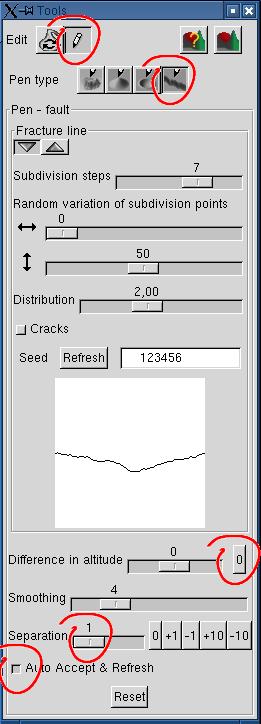 Tools
Edit
Pen type
Pen - fault
Fracture line
7
Subdivision steps
Random variation of subdivision points
0
50
2,00
Distribution
Cracks
Seed Refresh 123456
0
Difference in altitude 0
4
Smoothing
1
Separation 0 +1 -1 +10 -10
Auto Accept & Refresh
Reset